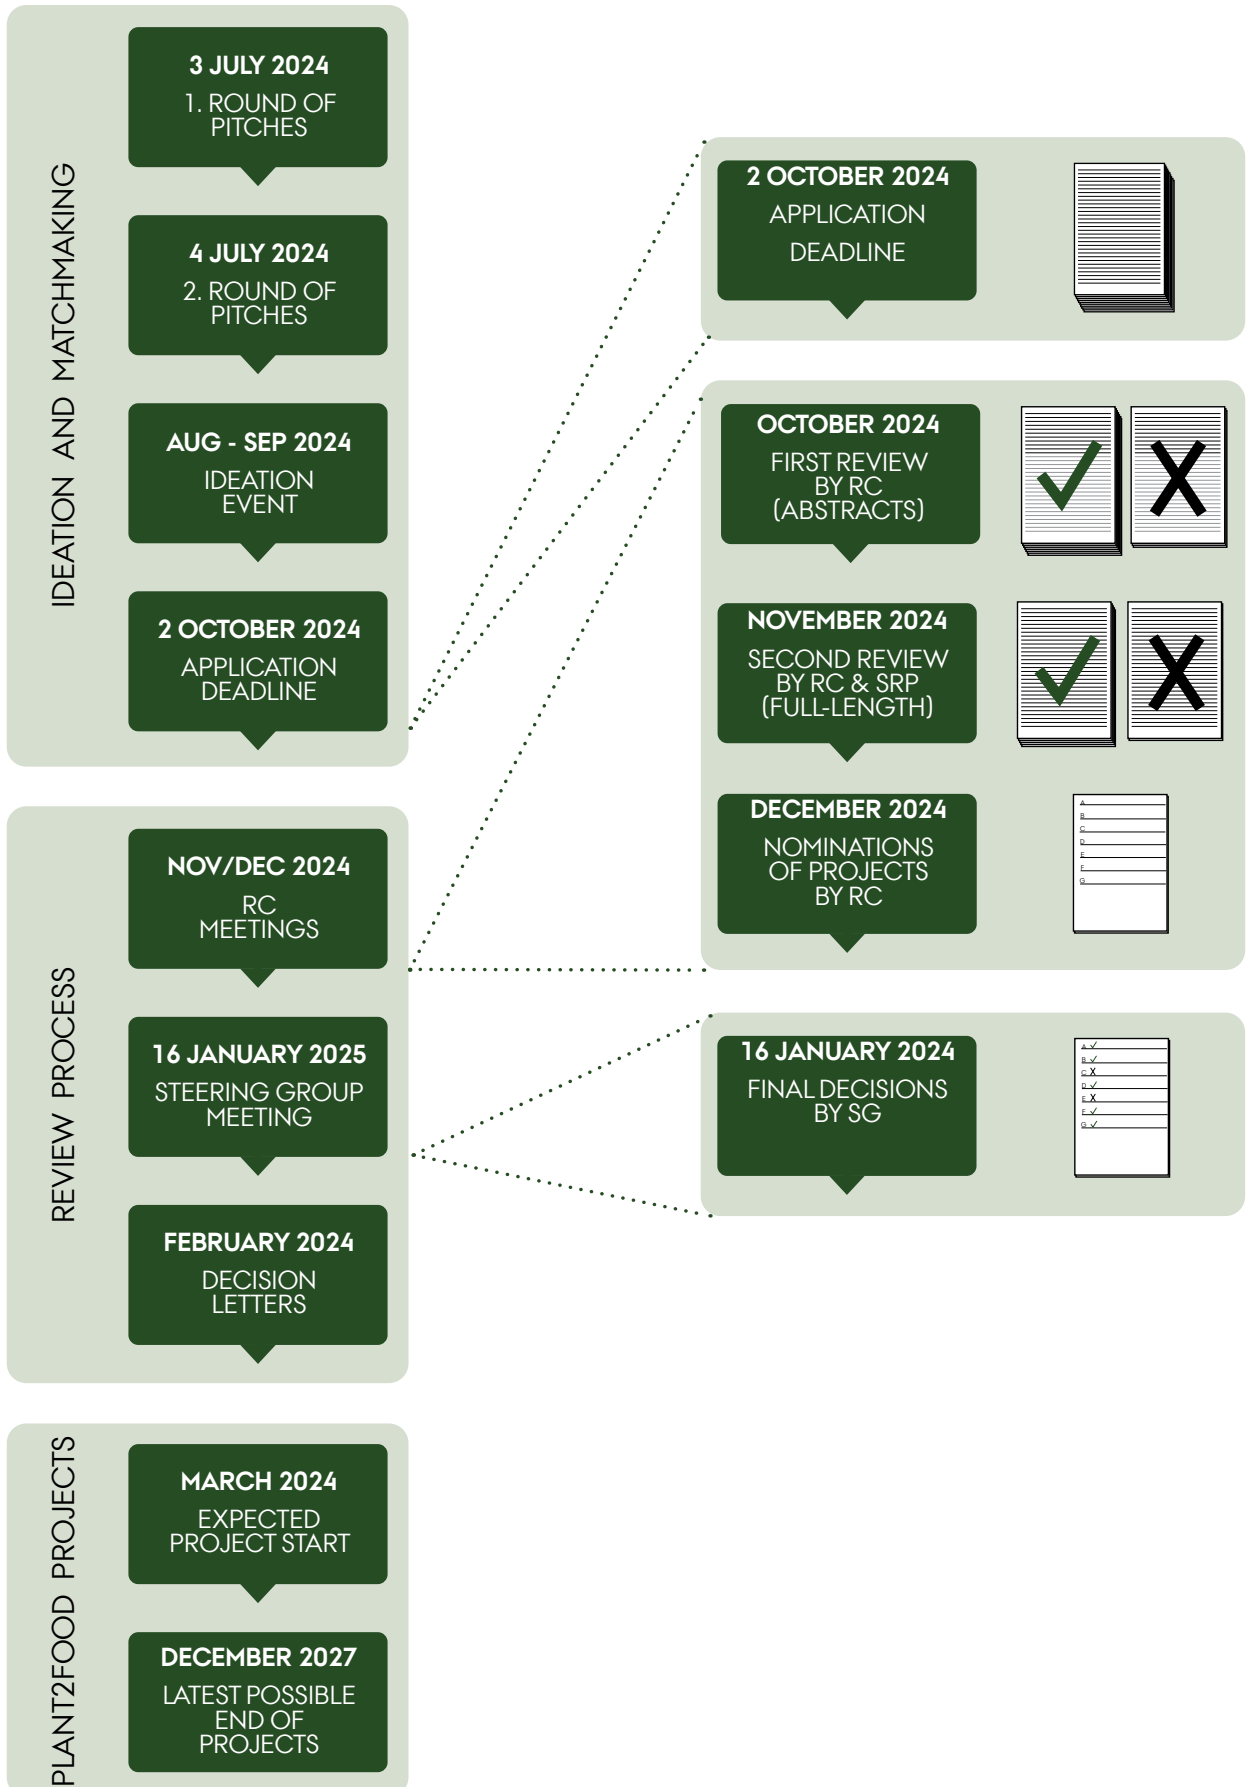 IDEATION AND MATCHMAKING
3 JULY 2024
1. ROUND OF
PITCHES
4 JULY 2024
2. ROUND OF
PITCHES
AUG - SEP 2024
IDEATION
EVENT
2 OCTOBER 2024
APPLICATION
DEADLINE
REVIEW PROCESS
NOV/DEC 2024
RC
MEETINGS
16 JANUARY 2025
STEERING GROUP
MEETING
FEBRUARY 2024
DECISION
LETTERS
PLANT2FOOD PROJECTS
MARCH 2024
EXPECTED
PROJECT START
DECEMBER 2027
LATEST POSSIBLE
END OF
PROJECTS
2 OCTOBER 2024
APPLICATION
DEADLINE
OCTOBER 2024
FIRST REVIEW
BY RC
(ABSTRACTS)
NOVEMBER 2024
SECOND REVIEW
BY RC & SRP
(FULL-LENGTH)
DECEMBER 2024
NOMINATIONS
OF PROJECTS
BY RC
A
B
C
D
E
F
G
16 JANUARY 2024
FINAL DECISIONS
BY SG
A ✓
B ✓
C X
D ✓
E X
F ✓
G ✓